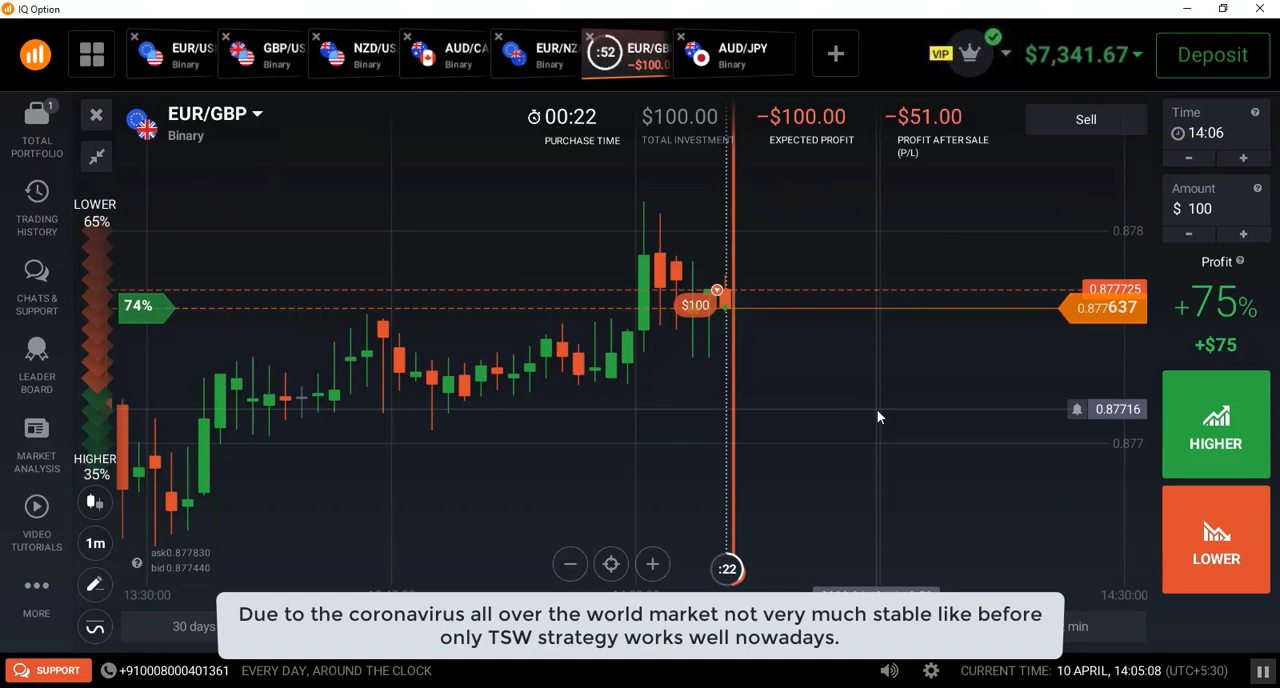 IQ Option
EUR/US
Binary
GBP/US
Binary
NZD/US
Binary
AUD/CA
Binary
EUR/NZ
Binary
:52
EUR/GB
−$100.0
AUD/JPY
Binary
VIP
$7,341.67
Deposit
1
TOTAL
PORTFOLIO
TRADING
HISTORY
CHATS &
SUPPORT
LEADER
BOARD
MARKET
ANALYSIS
VIDEO
TUTORIALS
MORE
EUR/GBP
Binary
00:22
PURCHASE TIME
$100.00
TOTAL INVESTMENT
−$100.00
EXPECTED PROFIT
−$51.00
PROFIT AFTER SALE
(P/L)
Sell
LOWER
65%
74%
HIGHER
35%
1m
ask0.877830
bid 0.877440
$100
0.878
0.877725
0.877637
0.87716
0.877
:22
13:30:00
14:30:00
30 days
min
Time
14:06
Amount
$ 100
Profit
+75%
+$75
HIGHER
LOWER
Due to the coronavirus all over the world market not very much stable like before
only TSW strategy works well nowadays.
SUPPORT
+910008000401361
EVERY DAY, AROUND THE CLOCK
CURRENT TIME: 10 APRIL, 14:05:08 (UTC+5:30)